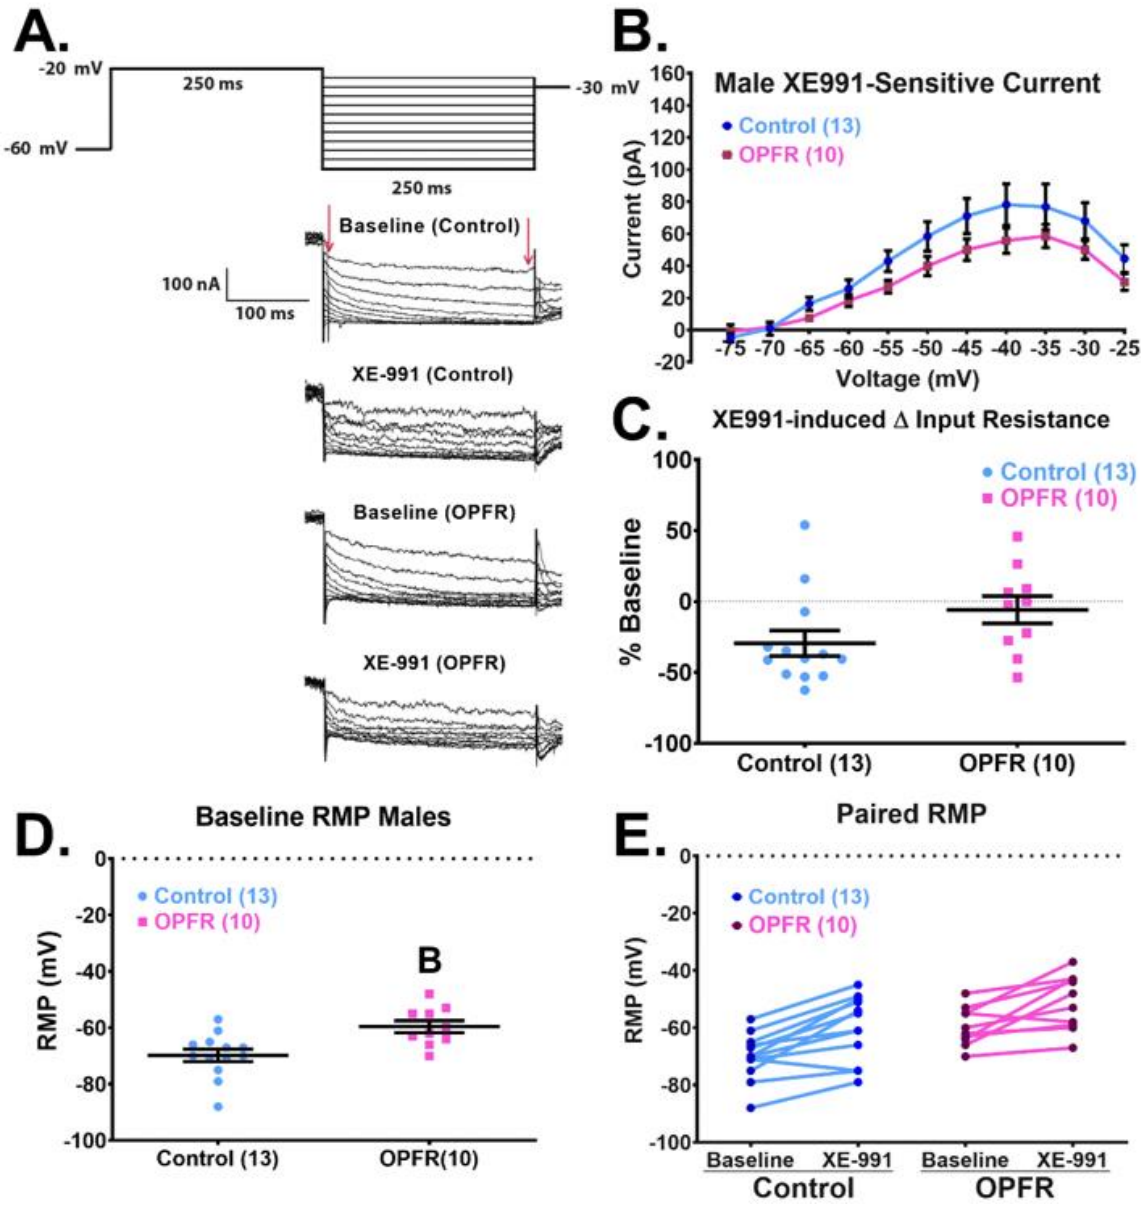 A.
-20 mV
250 ms
-30 mV
-60 mV
250 ms
Baseline (Control)
100 nA
100 ms
XE-991 (Control)
Baseline (OPFR)
XE-991 (OPFR)
B.
Male XE991-Sensitive Current
Control (13)
OPFR (10)
Current (pA)
160
140
120
100
80
60
40
20
0
-20
-75 -70 -65 -60 -55 -50 -45 -40 -35 -30 -25
Voltage (mV)
C.
XE991-induced Δ Input Resistance
Control (13)
OPFR (10)
% Baseline
100
50
0
-50
-100
Control (13) OPFR (10)
D.
Baseline RMP Males
Control (13)
OPFR (10)
B
RMP (mV)
0
-20
-40
-60
-80
-100
Control (13) OPFR(10)
E.
Paired RMP
Control (13)
OPFR (10)
RMP (mV)
0
-20
-40
-60
-80
-100
Baseline XE-991 Baseline XE-991
Control OPFR